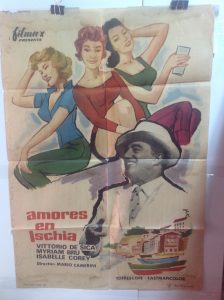 filmax
PRESENTA
amores
en
Ischia
VITTORIO DE SICA
MYRIAM BRU
ISABELLE COREY
Director: MARIO CAMERINI
EASTMANCOLOR